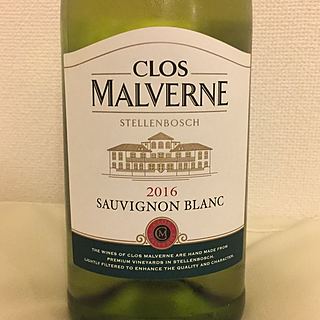 CLOS
MALVERNE
STELLENBOSCH
2016
SAUVIGNON BLANC
M
THE WINES OF CLOS MALVERNE ARE HAND MADE FROM
PREMIUM VINEYARDS IN STELLENBOSCH,
LIGHTLY FILTERED TO ENHANCE THE QUALITY AND CHARACTER.